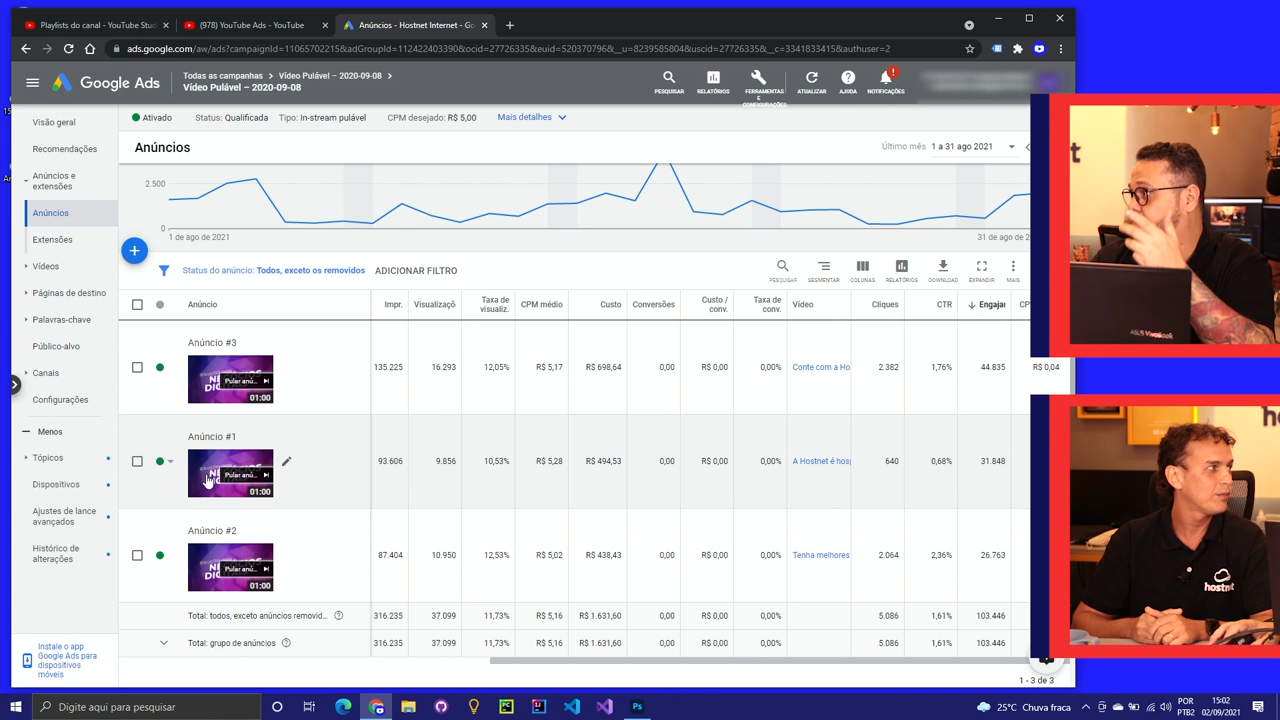 Playlists do canal - YouTube Stud
(978) YouTube Ads - YouTube
Anúncios - Hostnet Internet - Go
ads.google.com/aw/ads?campaignId=11065702215&adGroupId=112422403390&ocid=27726335&euid=520370796&__u=8239585804&uscid=277263335&__c=3341833415&authuser=2
Google Ads
Todas as campanhas
Vídeo Pulável – 2020-09-08
Vídeo Pulável – 2020-09-08
PESQUISAR
RELATÓRIOS
FERRAMENTAS
E
CONFIGURAÇÕES
ATUALIZAR
AJUDA
NOTIFICAÇÕES
Visão geral
Recomendações
Anúncios e
extensões
Anúncios
Extensões
Vídeos
Páginas de destino
Palavras-chave
Público-alvo
Canais
Configurações
Menos
Tópicos
Dispositivos
Ajustes de lance
avançados
Histórico de
alterações
Instale o app
Google Ads para
dispositivos
móveis
Ativado Status: Qualificada Tipo: In-stream pulável CPM desejado: R$ 5,00 Mais detalhes
Anúncios
Último mês 1 a 31 ago 2021
2.500
0
1 de ago de 2021
31 de ago de 2
Status do anúncio: Todos, exceto os removidos ADICIONAR FILTRO
PESQUISAR SEGMENTAR COLUNAS RELATÓRIOS DOWNLOAD EXPANDIR MAIS
Anúncio Impr. Visualizaçõ Taxa de visualiz. CPM médio Custo Conversões Custo / conv. Taxa de conv. Vídeo Cliques CTR Engajar CP
Anúncio #3
Pular anú...
01:00
135.225 16.293 12,05% R$ 5,17 R$ 698,64 0,00 R$ 0,00 0,00% Conte com a Ho 2.382 1,76% 44.835 R$ 0,04
Anúncio #1
Pular anú...
01:00
93.606 9.856 10,53% R$ 5,28 R$ 494,53 0,00 R$ 0,00 0,00% A Hostnet é hos 640 0,68% 31.848
Anúncio #2
Pular anú...
01:00
87.404 10.950 12,53% R$ 5,02 R$ 438,43 0,00 R$ 0,00 0,00% Tenha melhores 2.064 2,36% 26.763
Total: todos, exceto anúncios removid... 316.235 37.099 11,73% R$ 5,16 R$ 1.631,60 0,00 R$ 0,00 0,00% 5.086 1,61% 103.446
Total: grupo de anúncios 316.235 37.099 11,73% R$ 5,16 R$ 1.631,60 0,00 R$ 0,00 0,00% 5.086 1,61% 103.446
1 - 3 de 3
ASUS VivoBook
hostnet
Digite aqui para pesquisar
25°C Chuva fraca
POR
PTB2
15:02
02/09/2021